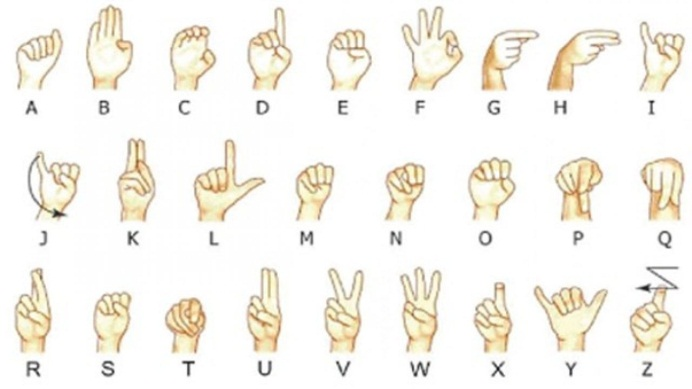 A B C D E F G H I
J K L M N O P Q
R S T U V W X Y Z